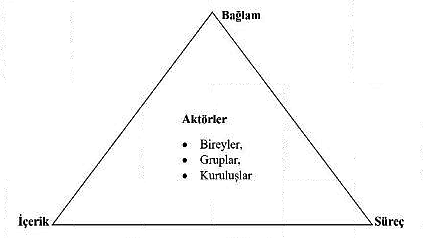 Bağlam
Aktörler
• Bireyler,
• Gruplar,
• Kuruluşlar
İçerik
Süreç